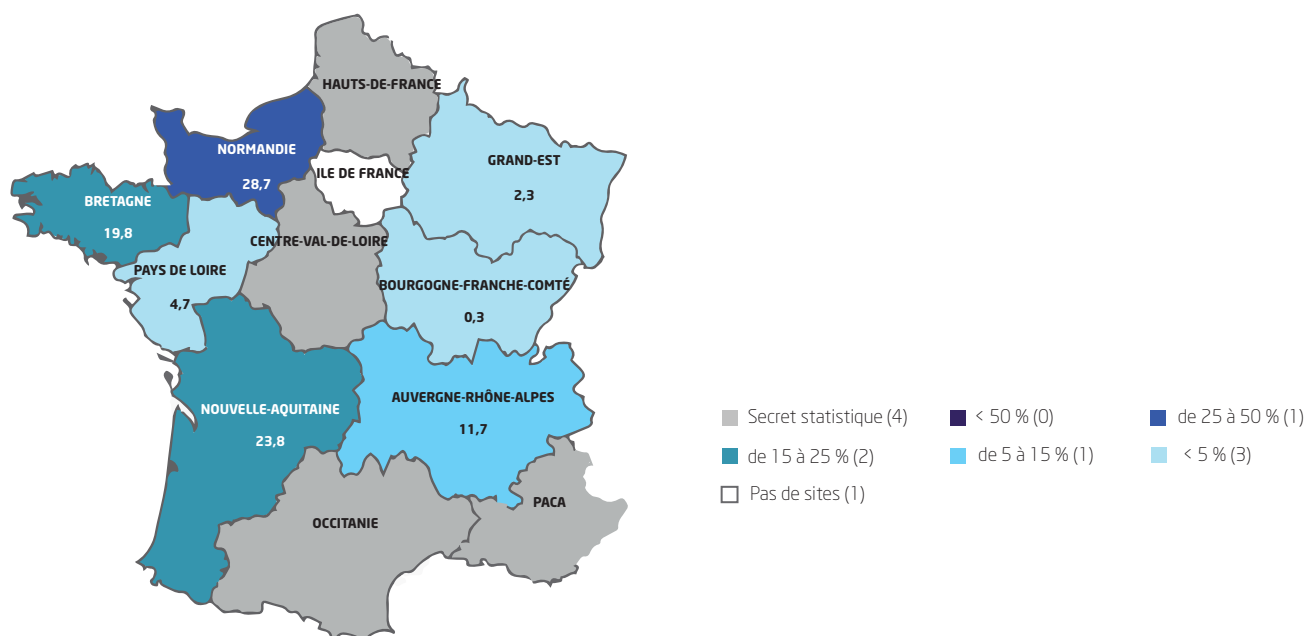 HAUTS-DE-FRANCE
NORMANDIE
28,7
ILE DE FRANCE
GRAND-EST
2,3
BRETAGNE
19,8
CENTRE-VAL-DE-LOIRE
PAYS DE LOIRE
4,7
BOURGOGNE-FRANCHE-COMTÉ
0,3
AUVERGNE-RHÔNE-ALPES
11,7
NOUVELLE-AQUITAINE
23,8
OCCITANIE
PACA
Secret statistique (4)
< 50 % (0)
de 25 à 50 % (1)
de 15 à 25 % (2)
de 5 à 15 % (1)
< 5 % (3)
Pas de sites (1)